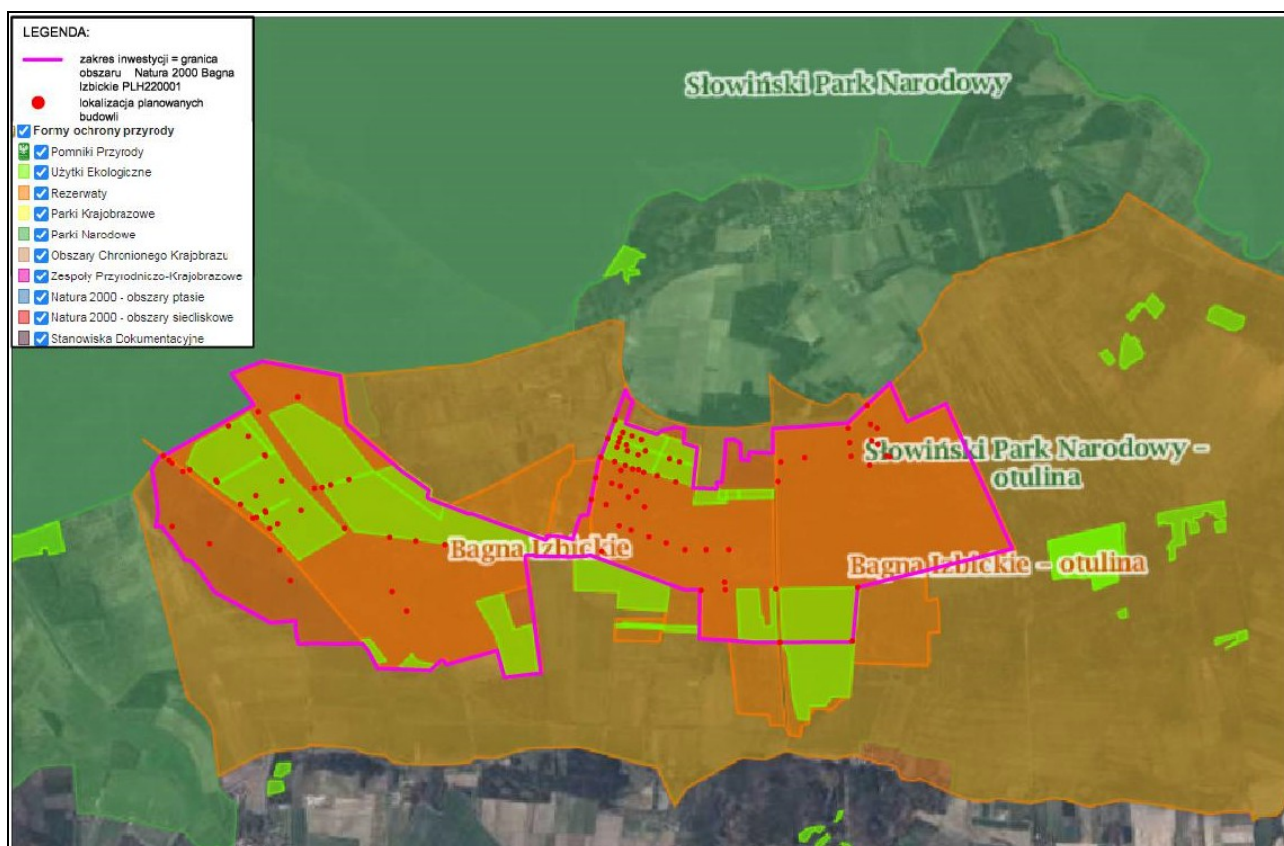 LEGENDA:
zakres inwestycji = granica
obszaru Natura 2000 Bagna
Izbickie PLH220001
lokalizacja planowanych
budowli
Formy ochrony przyrody
Pomniki Przyrody
Użytki Ekologiczne
Rezerwaty
Parki Krajobrazowe
Parki Narodowe
Obszary Chronionego Krajobrazu
Zespoły Przyrodniczo-Krajobrazowe
Natura 2000 - obszary ptasie
Natura 2000 - obszary siedliskowe
Stanowiska Dokumentacyjne
Słowiński Park Narodowy
Słowiński Park Narodowy –
otulina
Bagna Izbickie
Bagna Izbickie – otulina